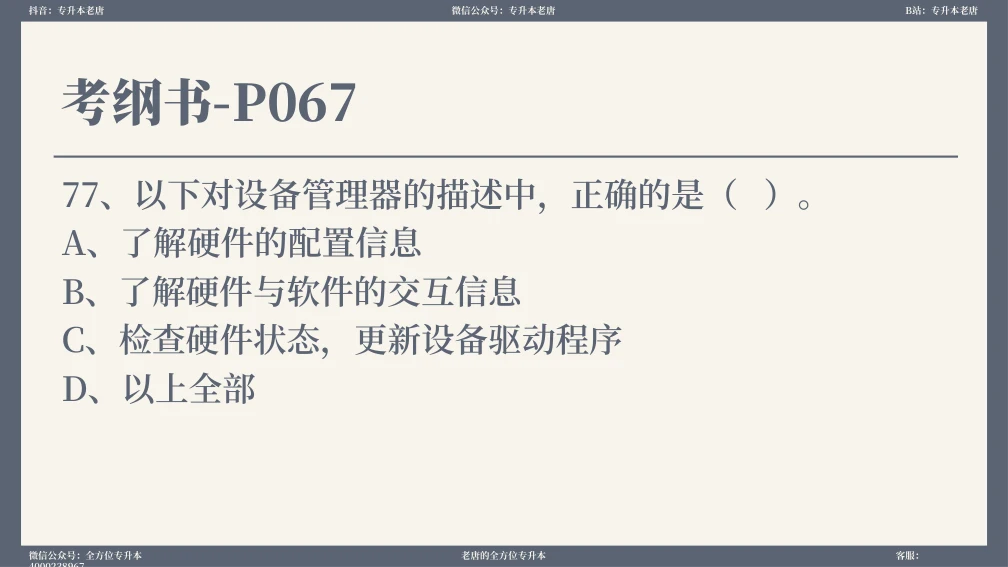 抖音：专升本老唐
微信公众号：专升本老唐
B站：专升本老唐
考纲书-P067
77、以下对设备管理器的描述中，正确的是（ ）。
A、了解硬件的配置信息
B、了解硬件与软件的交互信息
C、检查硬件状态，更新设备驱动程序
D、以上全部
微信公众号：全方位专升本
老唐的全方位专升本
客服：
4000238967